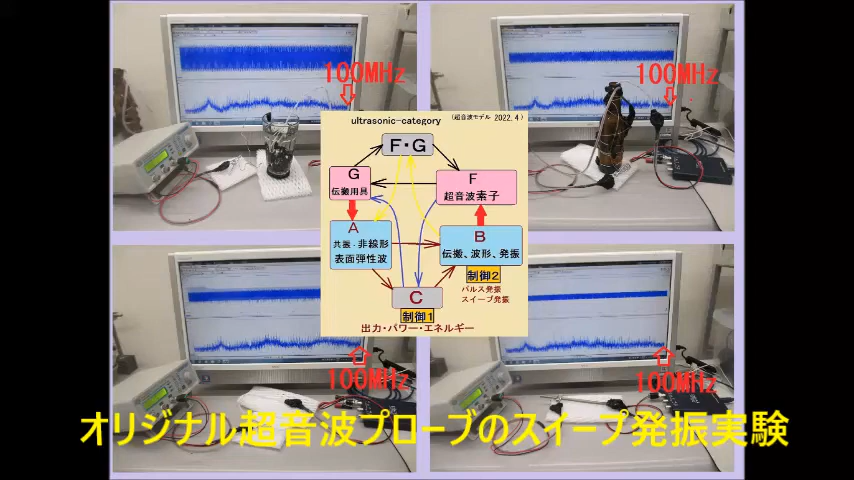 100MHz
100MHz
ultrasonic-category
(超音波モデル 2022.4)
F・G
G
伝搬用具
F
超音波素子
A
共振・非線形
表面弾性波
B
伝搬、波形、発振
制御2
パルス発振
スイープ発振
C
制御1
出力・パワー・エネルギー
100MHz
100MHz
オリジナル超音波プローブのスイープ発振実験